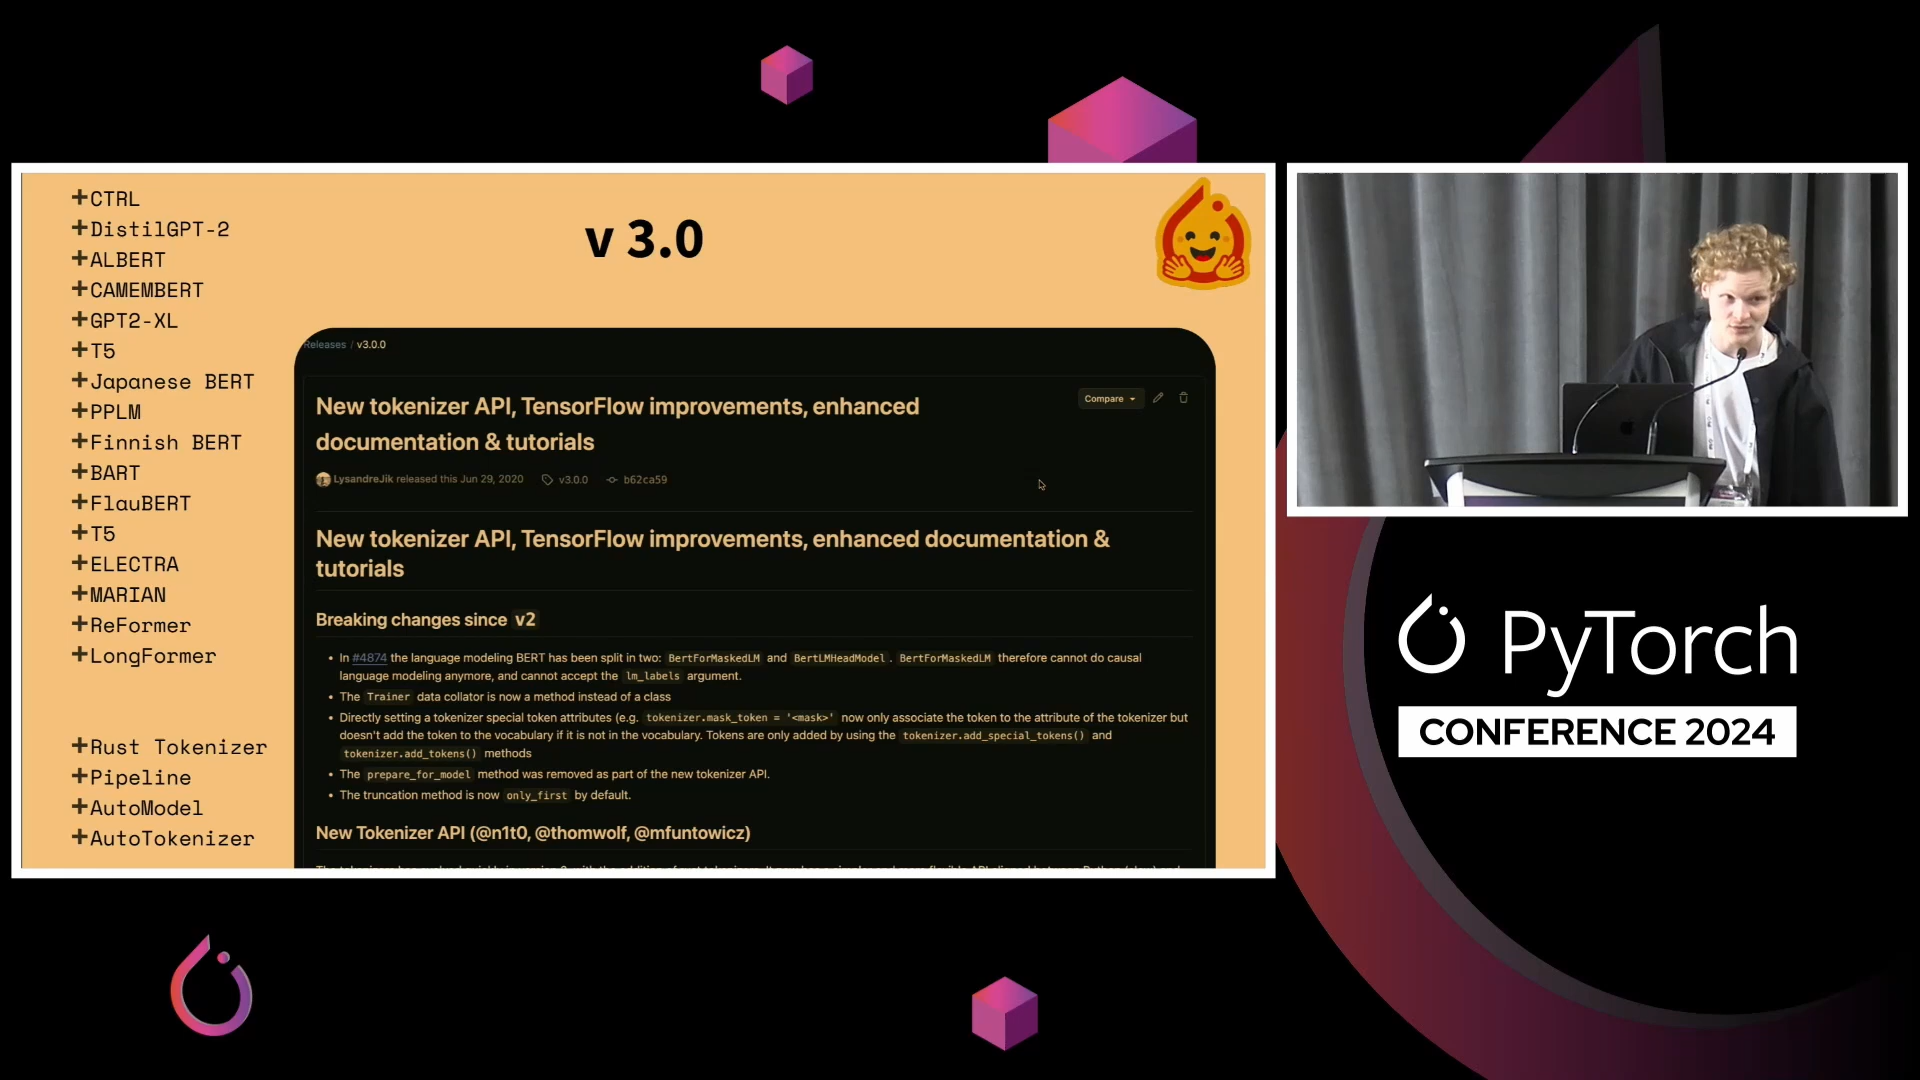 +CTRL
+DistilGPT-2
+ALBERT
+CAMEMBERT
+GPT2-XL
+T5
+Japanese BERT
+PPLM
+Finnish BERT
+BART
+FlauBERT
+T5
+ELECTRA
+MARIAN
+ReFormer
+LongFormer
+Rust Tokenizer
+Pipeline
+AutoModel
+AutoTokenizer
v 3.0
Releases / v3.0.0
New tokenizer API, TensorFlow improvements, enhanced
documentation & tutorials
Compare
LysandreJik released this Jun 29, 2020 v3.0.0 b62ca59
New tokenizer API, TensorFlow improvements, enhanced documentation &
tutorials
Breaking changes since v2
• In #4874 the language modeling BERT has been split in two: BertForMaskedLM and BertLMHeadModel. BertForMaskedLM therefore cannot do causal
language modeling anymore, and cannot accept the lm_labels argument.
• The Trainer data collator is now a method instead of a class
• Directly setting a tokenizer special token attributes (e.g. tokenizer.mask_token = '<mask>' now only associate the token to the attribute of the tokenizer but
doesn't add the token to the vocabulary if it is not in the vocabulary. Tokens are only added by using the tokenizer.add_special_tokens() and
tokenizer.add_tokens() methods
• The prepare_for_model method was removed as part of the new tokenizer API.
• The truncation method is now only_first by default.
New Tokenizer API (@n1t0, @thomwolf, @mfuntowicz)
PyTorch
CONFERENCE 2024